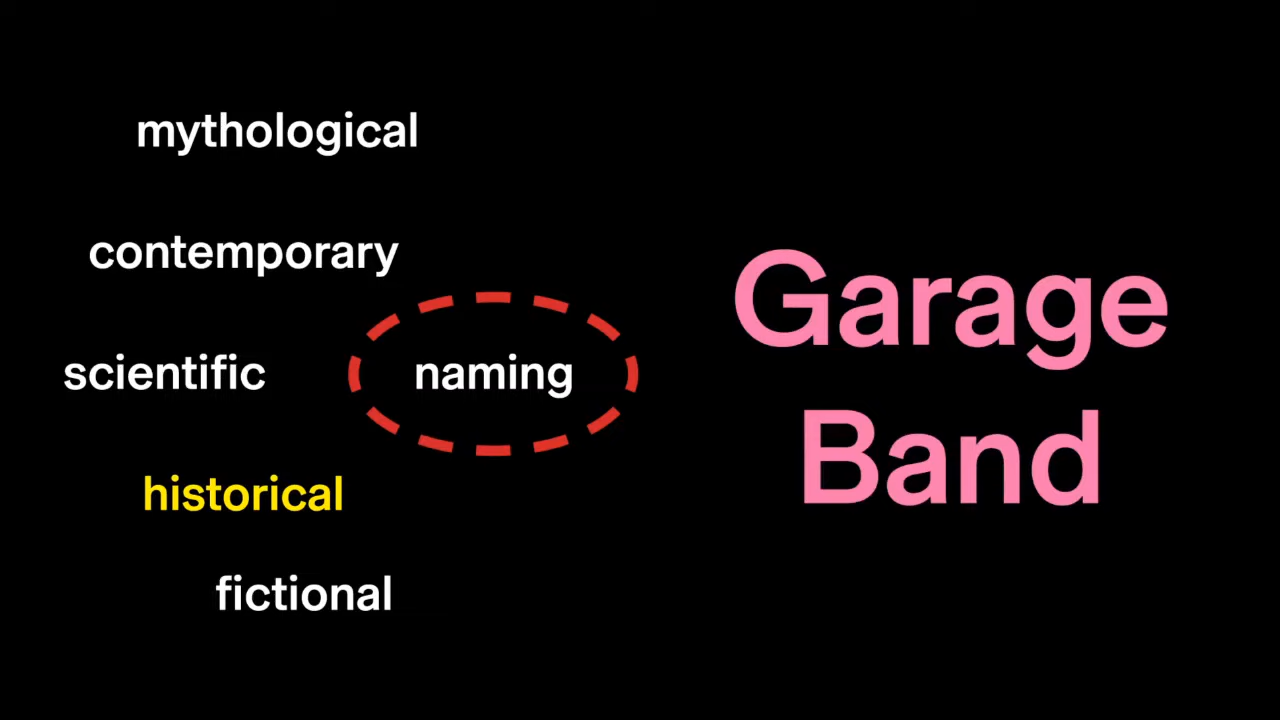 mythological
contemporary
scientific
naming
historical
fictional
Garage
Band